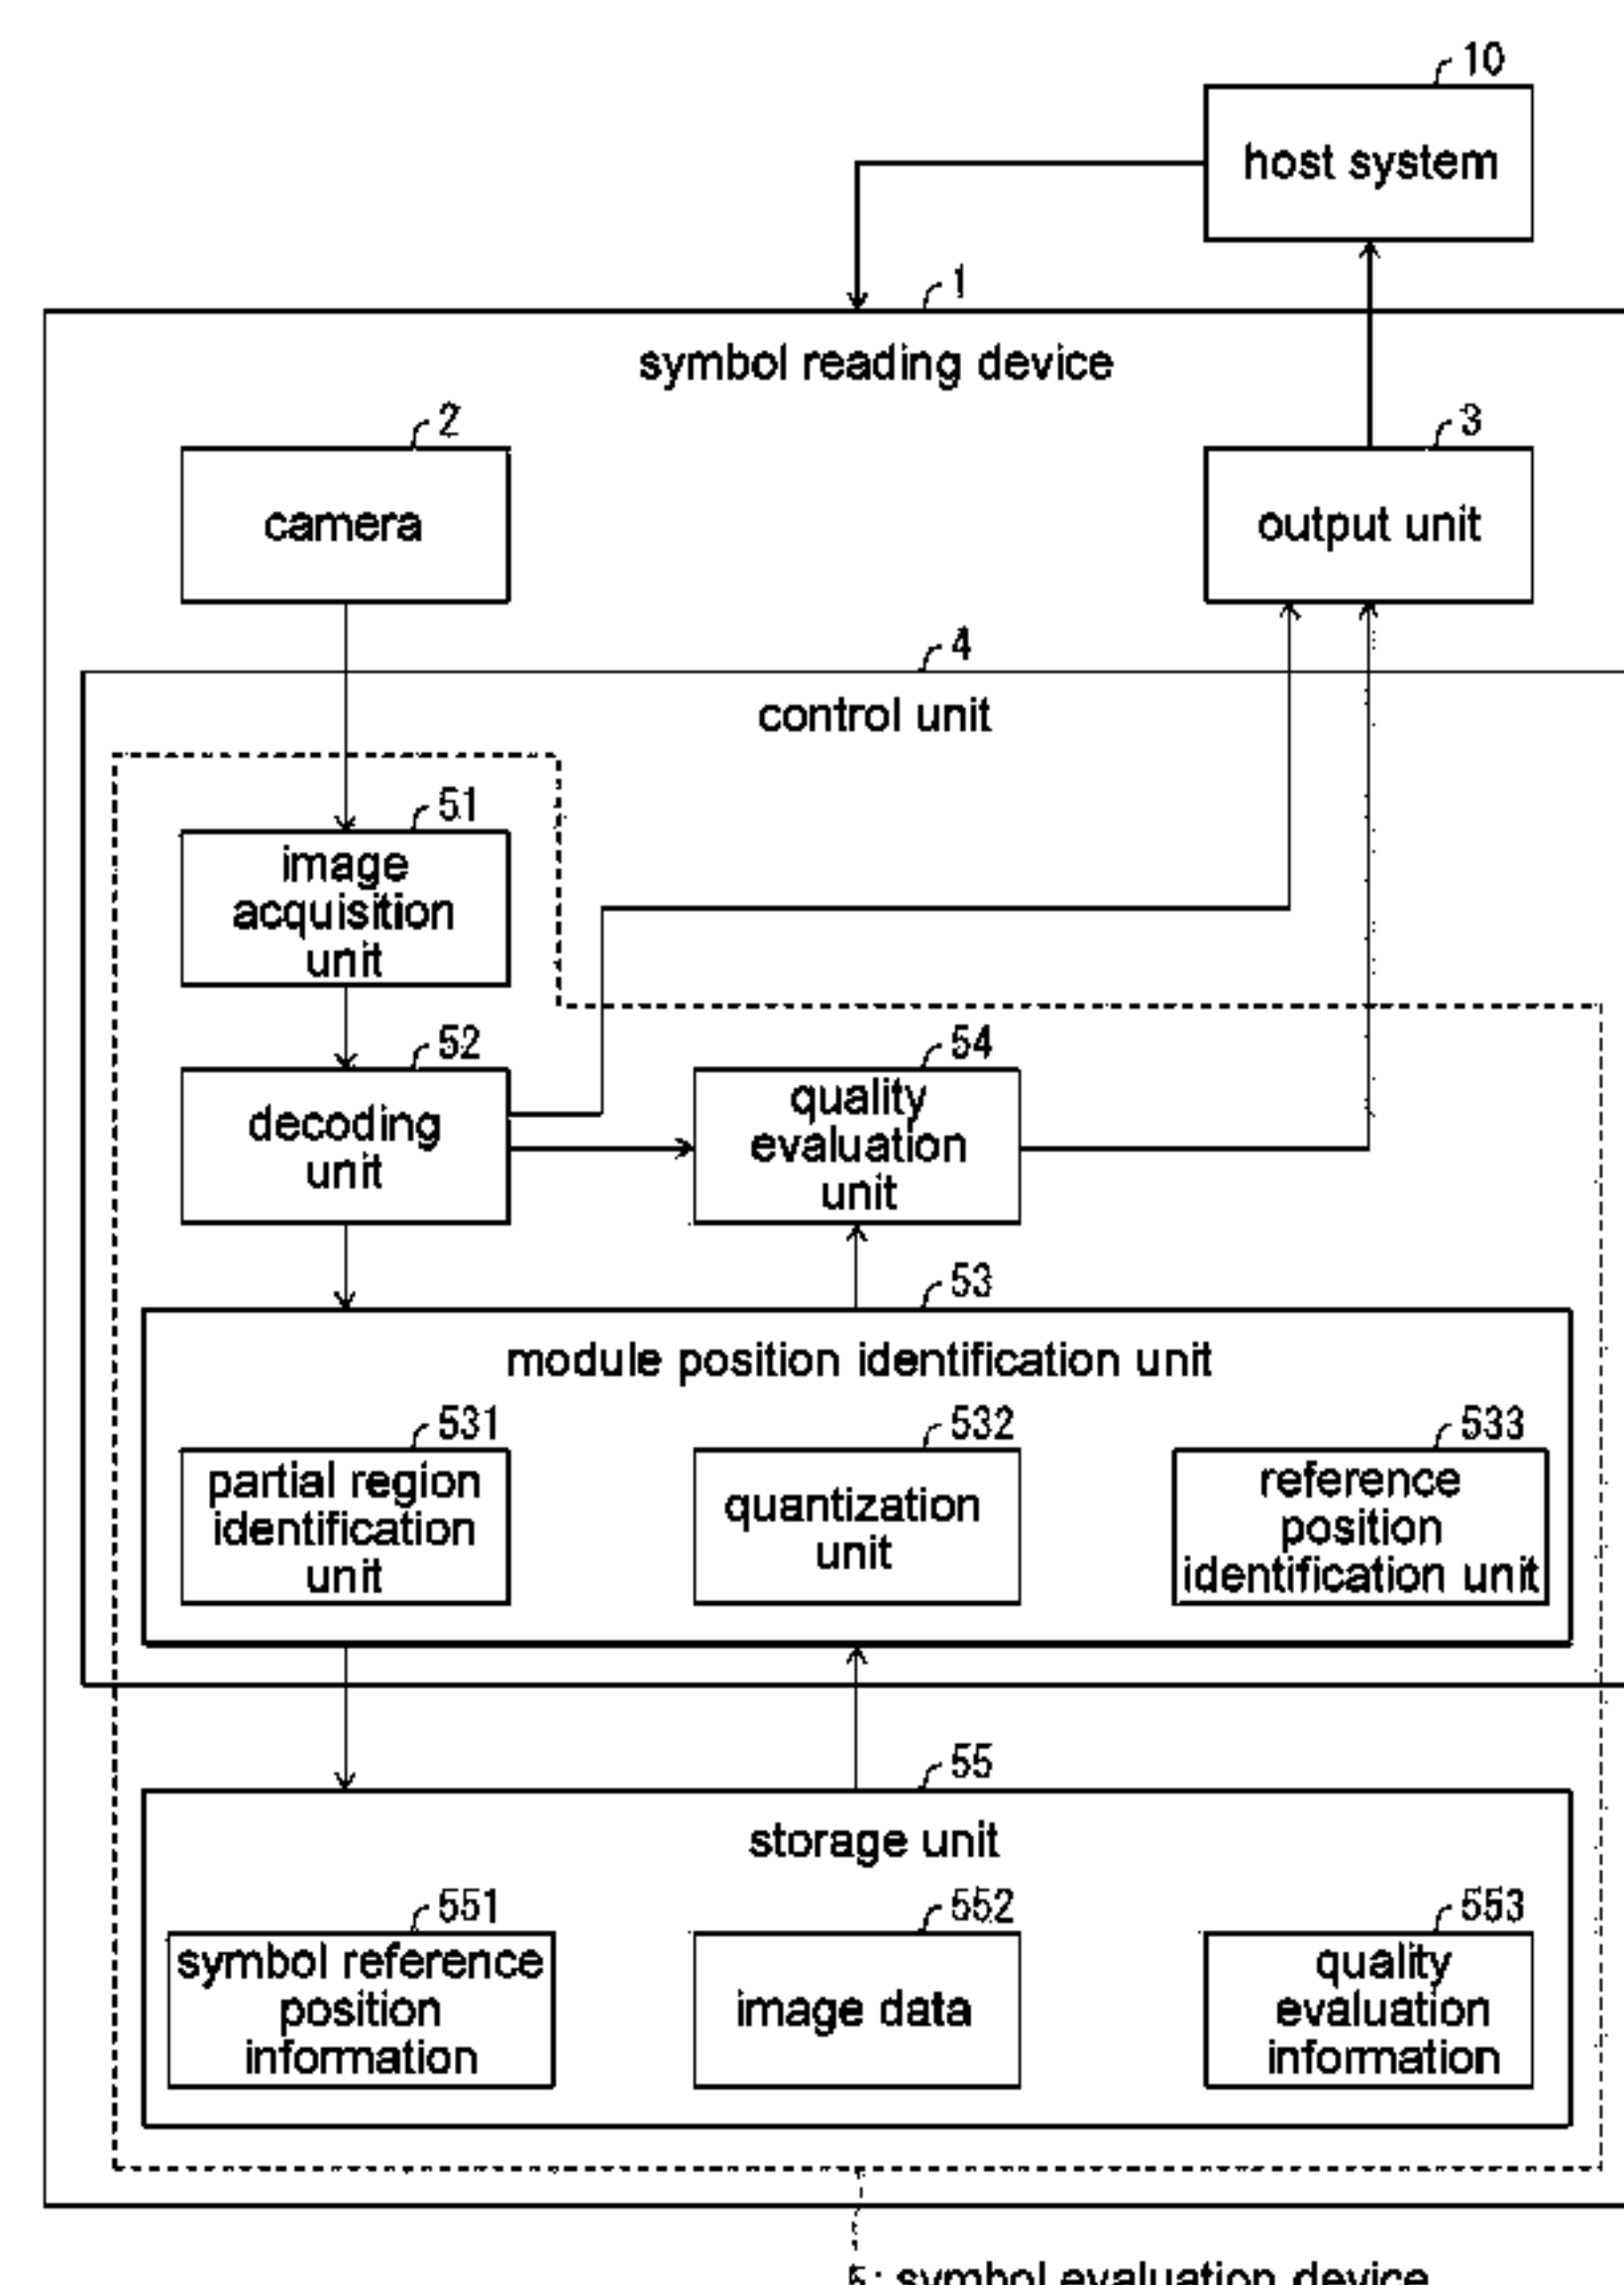 10
host system
1
symbol reading device
2
camera
3
output unit
4
control unit
51
image
acquisition
unit
52
decoding
unit
54
quality
evaluation
unit
53
module position identification unit
531
partial region
identification
unit
532
quantization
unit
533
reference
position
identification unit
55
storage unit
551
symbol reference
position
information
552
image data
553
quality
evaluation
information
5: symbol evaluation device